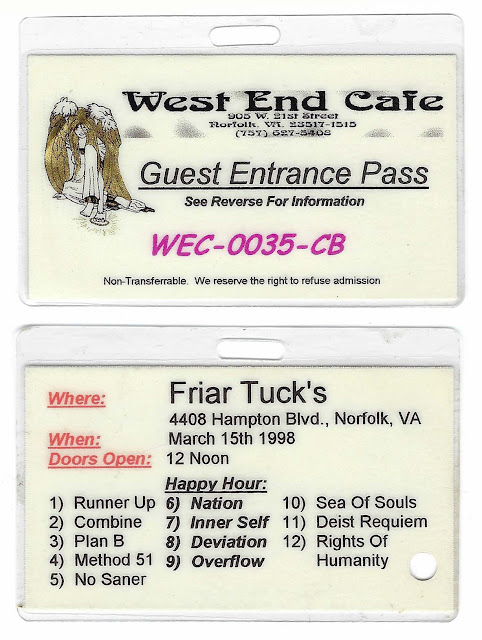 West End Cafe
905 W. 21st Street
Norfolk, VA. 23517-1515
(757) 627-5408
Guest Entrance Pass
See Reverse For Information
WEC-0035-CB
Non-Transferrable. We reserve the right to refuse admission
Where: Friar Tuck's
4408 Hampton Blvd., Norfolk, VA
When: March 15th 1998
Doors Open: 12 Noon
Happy Hour:
1) Runner Up
2) Combine
3) Plan B
4) Method 51
5) No Saner
6) Nation
7) Inner Self
8) Deviation
9) Overflow
10) Sea Of Souls
11) Deist Requiem
12) Rights Of
Humanity